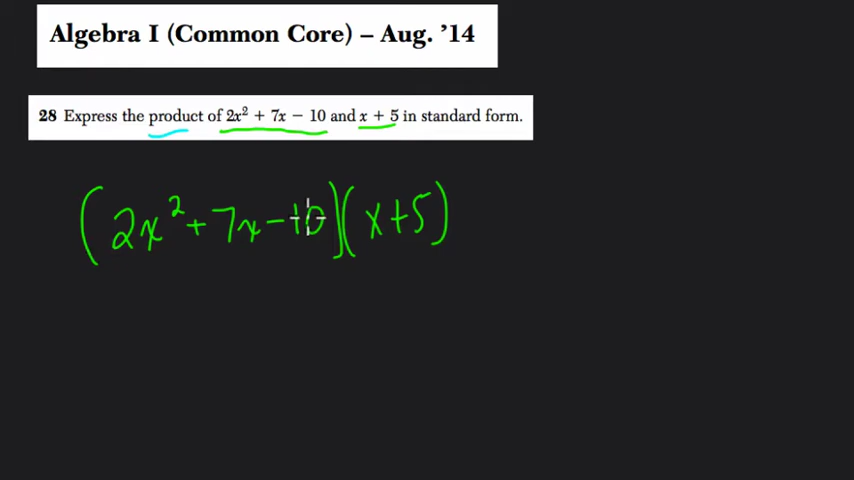 Algebra I (Common Core) – Aug. ’14
28 Express the product of 2x² + 7x − 10 and x + 5 in standard form.
(2x² + 7x − 10)(x + 5)